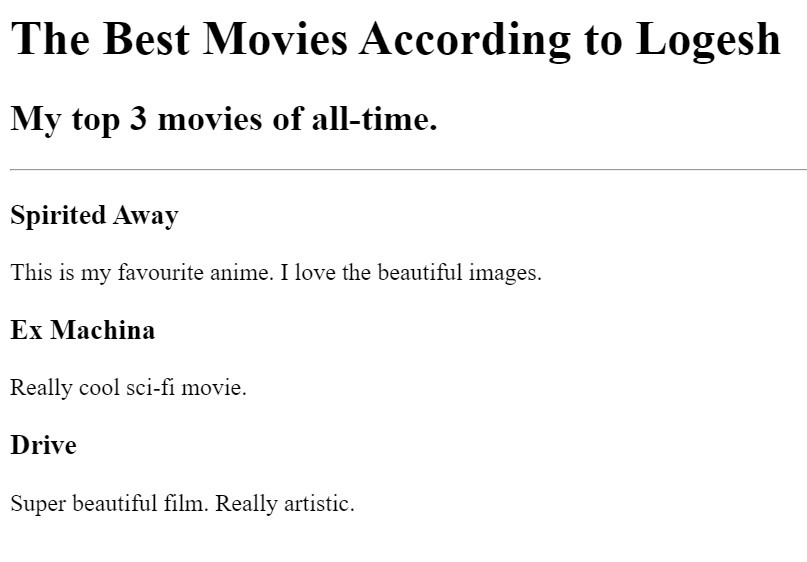 The Best Movies According to Logesh
My top 3 movies of all-time.
Spirited Away
This is my favourite anime. I love the beautiful images.
Ex Machina
Really cool sci-fi movie.
Drive
Super beautiful film. Really artistic.